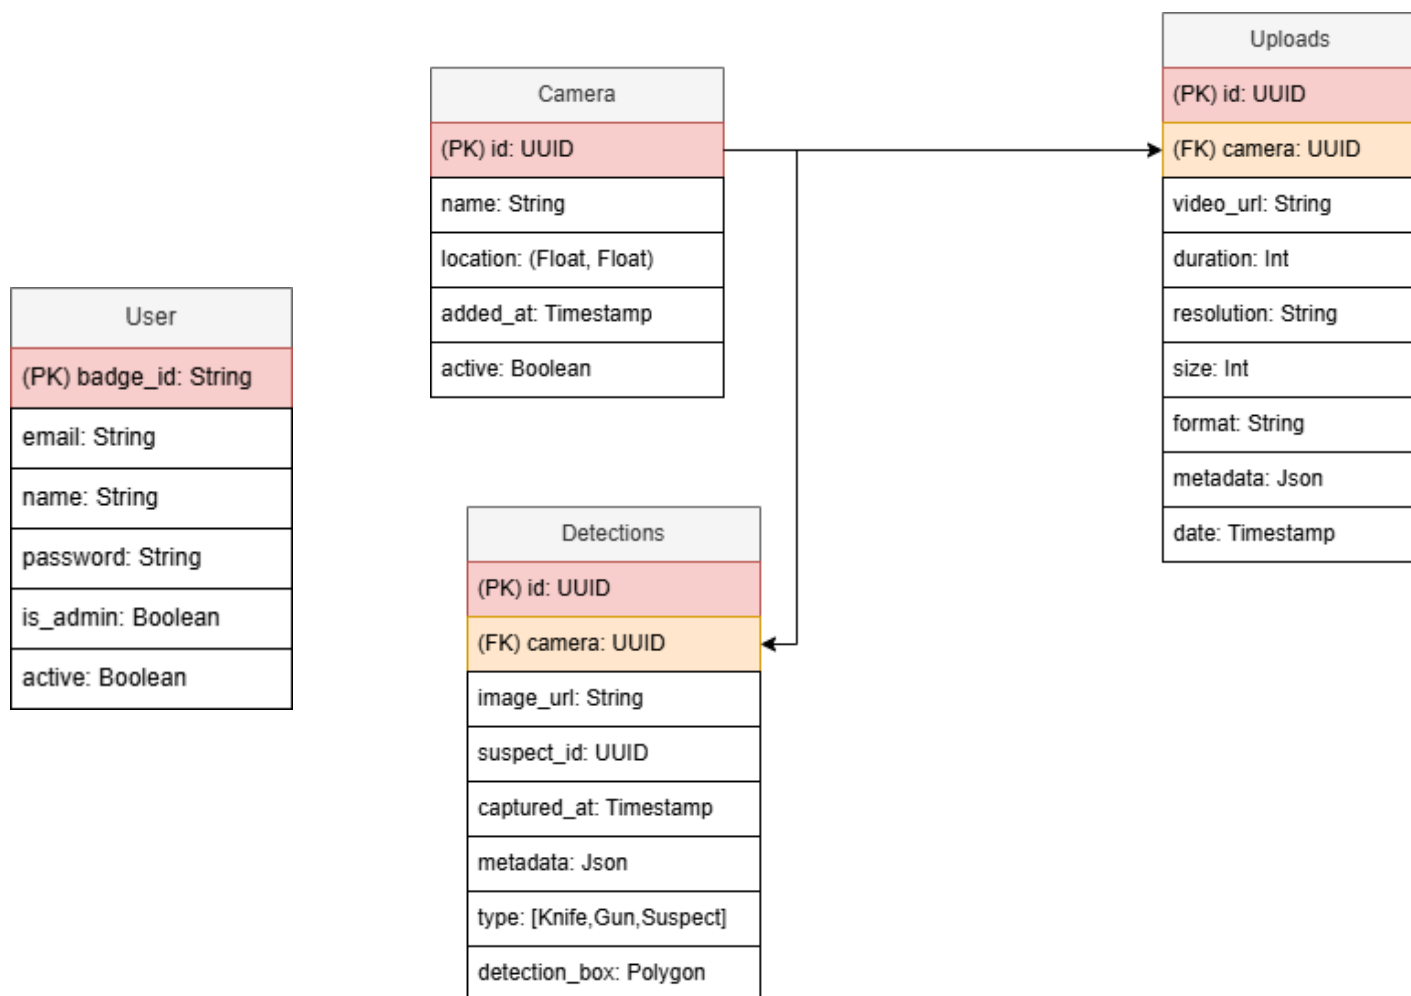 User
(PK) badge_id: String
email: String
name: String
password: String
is_admin: Boolean
active: Boolean
Camera
(PK) id: UUID
name: String
location: (Float, Float)
added_at: Timestamp
active: Boolean
Detections
(PK) id: UUID
(FK) camera: UUID
image_url: String
suspect_id: UUID
captured_at: Timestamp
metadata: Json
type: [Knife,Gun,Suspect]
detection_box: Polygon
Uploads
(PK) id: UUID
(FK) camera: UUID
video_url: String
duration: Int
resolution: String
size: Int
format: String
metadata: Json
date: Timestamp